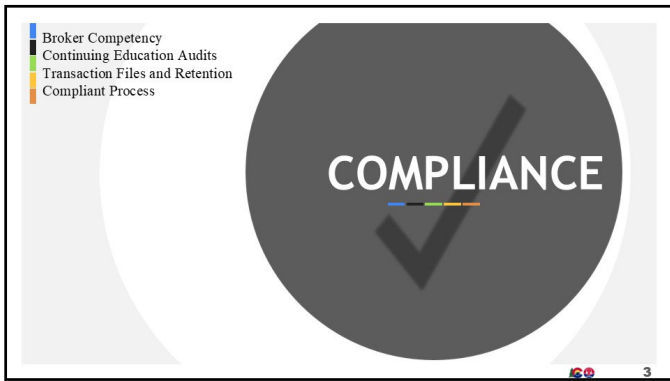 Broker Competency
Continuing Education Audits
Transaction Files and Retention
Compliant Process
COMPLIANCE
3